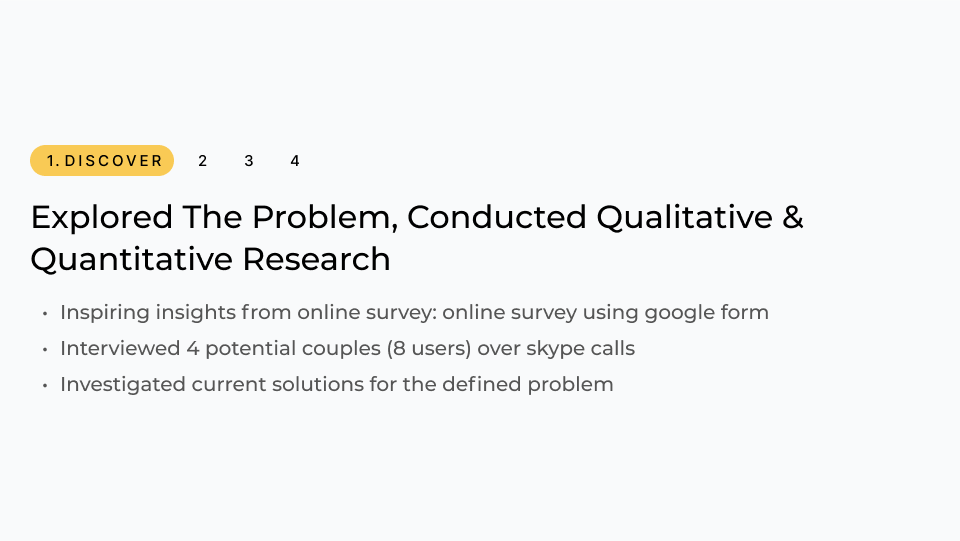 1. DISCOVER 2 3 4
Explored The Problem, Conducted Qualitative &
Quantitative Research
• Inspiring insights from online survey: online survey using google form
• Interviewed 4 potential couples (8 users) over skype calls
• Investigated current solutions for the defined problem